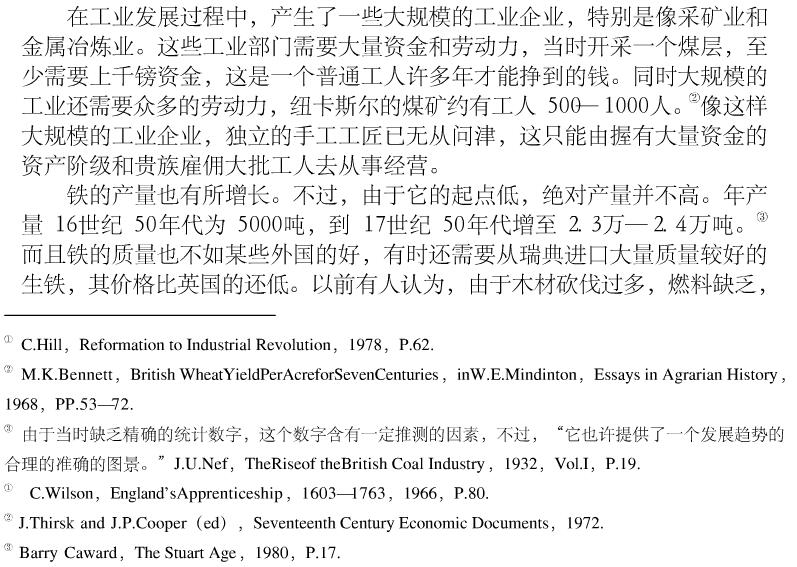 在工业发展过程中，产生了一些大规模的工业企业，特别是像采矿业和
金属冶炼业。这些工业部门需要大量资金和劳动力，当时开采一个煤层，至
少需要上千镑资金，这是一个普通工人许多年才能挣到的钱。同时大规模的
工业还需要众多的劳动力，纽卡斯尔的煤矿约有工人 500—1000人。②像这样
大规模的工业企业，独立的手工工匠已无从问津，这只能由握有大量资金的
资产阶级和贵族雇佣大批工人去从事经营。
铁的产量也有所增长。不过，由于它的起点低，绝对产量并不高。年产
量 16世纪 50年代为 5000吨，到 17世纪 50年代增至 2.3万—2.4万吨。③
而且铁的质量也不如某些外国的好，有时还需要从瑞典进口大量质量较好的
生铁，其价格比英国的还低。以前有人认为，由于木材砍伐过多，燃料缺乏，
① C.Hill，Reformation to Industrial Revolution，1978，P.62.
② M.K.Bennett，British WheatYieldPerAcreforSevenCenturies，inW.E.Mindinton，Essays in Agrarian History，
1968，PP.53—72.
③ 由于当时缺乏精确的统计数字，这个数字含有一定推测的因素，不过，“它也许提供了一个发展趋势的
合理的准确的图景。”J.U.Nef，TheRiseof theBritish Coal Industry，1932，Vol.I，P.19.
① C.Wilson，England'sApprenticeship，1603—1763，1966，P.80.
② J.Thirsk and J.P.Cooper（ed），Seventeenth Century Economic Documents，1972.
③ Barry Caward，The Stuart Age，1980，P.17.